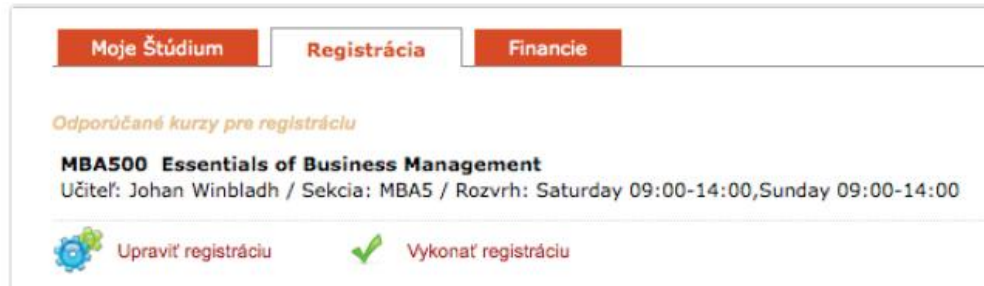 Moje Štúdium Registrácia Financie
Odporúčané kurzy pre registráciu
MBA500 Essentials of Business Management
Učiteľ: Johan Winbladh / Sekcia: MBA5 / Rozvrh: Saturday 09:00-14:00,Sunday 09:00-14:00
Upraviť registráciu Vykonať registráciu